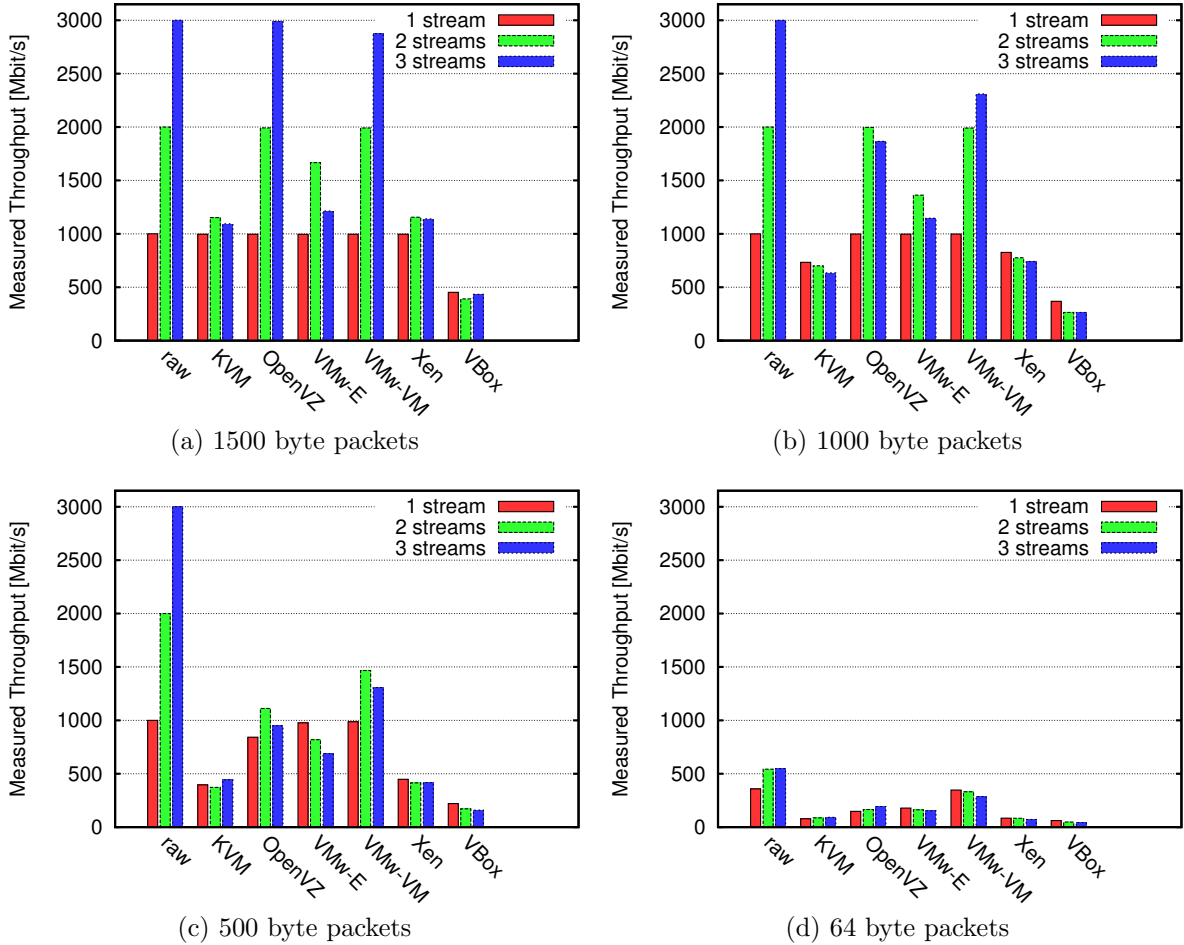 Measured Throughput [Mbit/s]
3000
2500
2000
1500
1000
500
0
1 stream
2 streams
3 streams
raw
KVM
OpenVZ
VMw-E
VMw-VM
Xen
VBox
(a) 1500 byte packets
Measured Throughput [Mbit/s]
3000
2500
2000
1500
1000
500
0
1 stream
2 streams
3 streams
raw
KVM
OpenVZ
VMw-E
VMw-VM
Xen
VBox
(b) 1000 byte packets
Measured Throughput [Mbit/s]
3000
2500
2000
1500
1000
500
0
1 stream
2 streams
3 streams
raw
KVM
OpenVZ
VMw-E
VMw-VM
Xen
VBox
(c) 500 byte packets
Measured Throughput [Mbit/s]
3000
2500
2000
1500
1000
500
0
1 stream
2 streams
3 streams
raw
KVM
OpenVZ
VMw-E
VMw-VM
Xen
VBox
(d) 64 byte packets